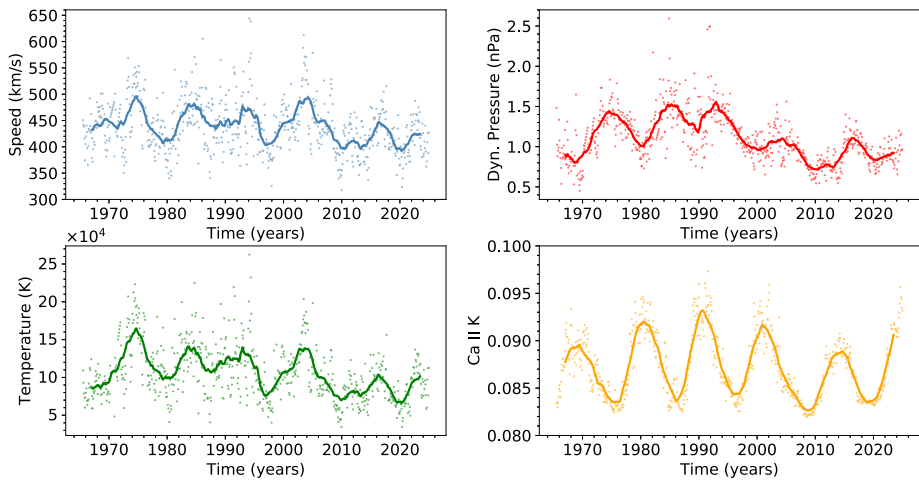 650
600
550
500
450
400
350
300
Speed (km/s)
1970 1980 1990 2000 2010 2020
Time (years)
2.5
2.0
1.5
1.0
0.5
Dyn. Pressure (nPa)
1970 1980 1990 2000 2010 2020
Time (years)
×10⁴
25
20
15
10
5
Temperature (K)
1970 1980 1990 2000 2010 2020
Time (years)
0.100
0.095
0.090
0.085
0.080
Ca II K
1970 1980 1990 2000 2010 2020
Time (years)